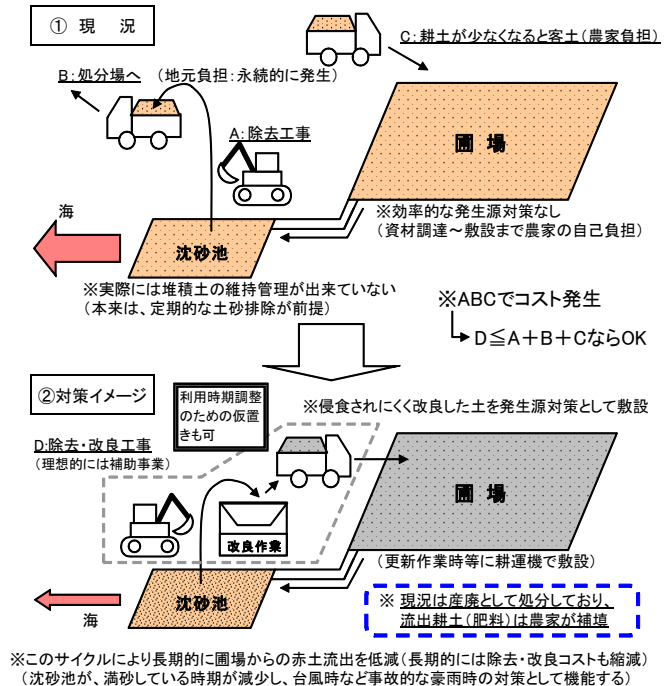 ① 現　況
C：耕土が少なくなると客土（農家負担）
B：処分場へ　（地元負担：永続的に発生）
A：除去工事
圃 場
海
沈砂池
※効率的な発生源対策なし
（資材調達～敷設まで農家の自己負担）
※実際には堆積土の維持管理が出来ていない
（本来は、定期的な土砂排除が前提）
※ABCでコスト発生
D≦A＋B＋CならOK
②対策イメージ
利用時期調整
のための仮置
きも可
※侵食されにくく改良した土を発生源対策として敷設
D：除去・改良工事
（理想的には補助事業）
圃 場
改良作業
（更新作業時等に耕運機で敷設）
沈砂池
海
※ 現況は産廃として処分しており、
流出耕土（肥料）は農家が補填
※このサイクルにより長期的に圃場からの赤土流出を低減（長期的には除去・改良コストも縮減）
（沈砂池が、満砂している時期が減少し、台風時など事故的な豪雨時の対策として機能する）